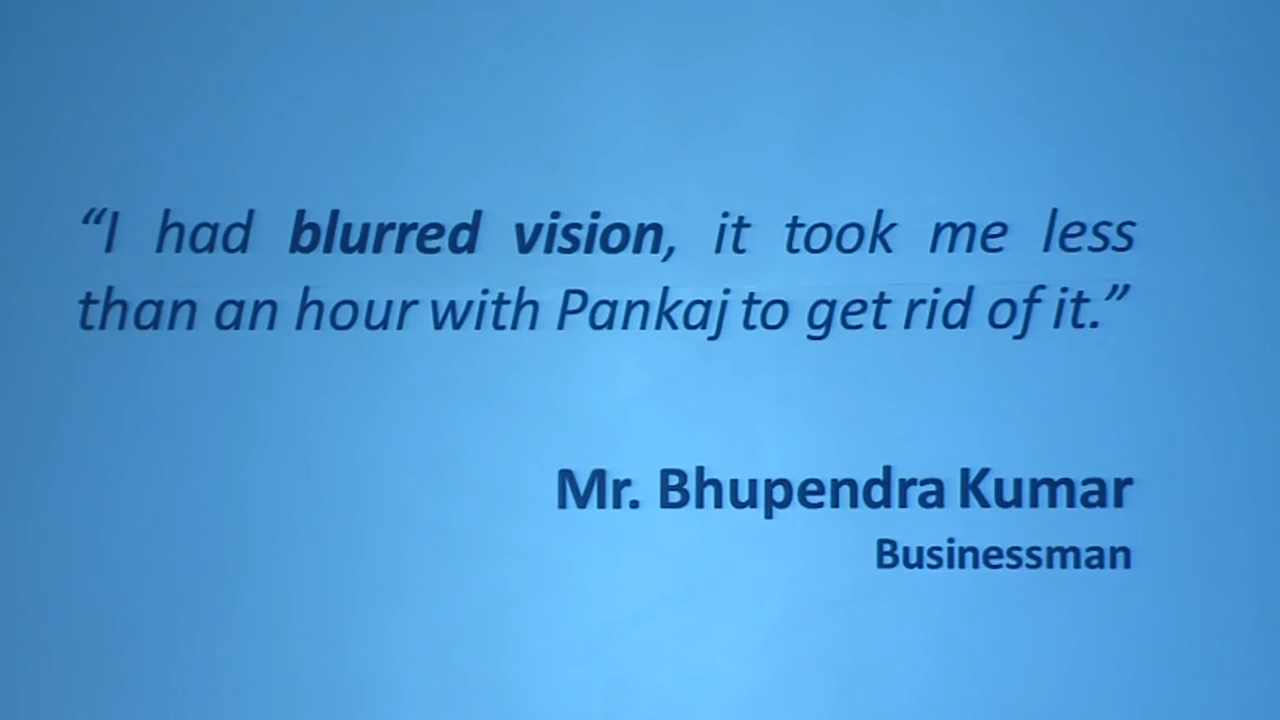 “I had blurred vision, it took me less
than an hour with Pankaj to get rid of it.”
Mr. Bhupendra Kumar
Businessman